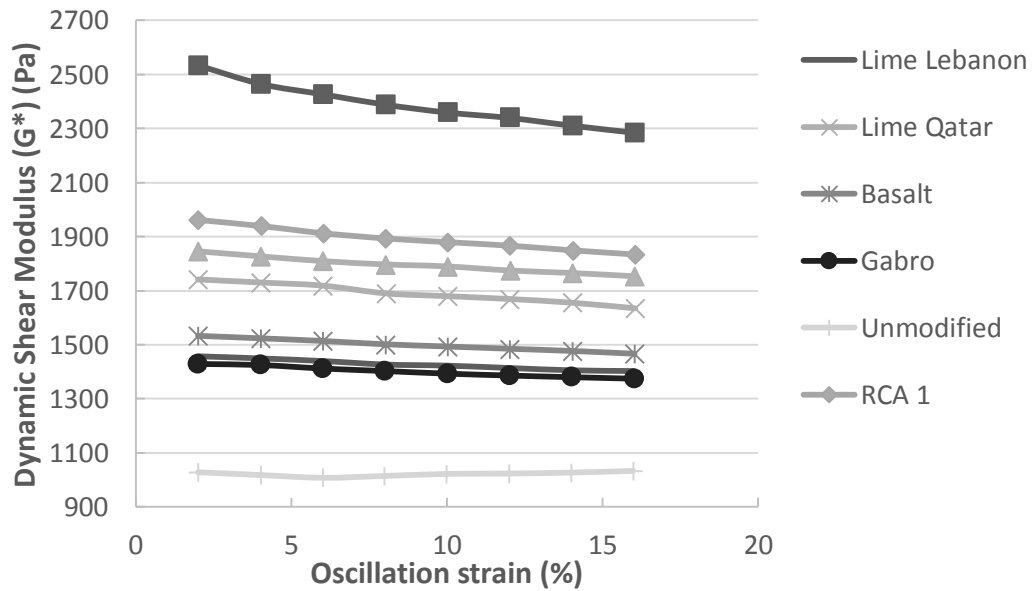 Dynamic Shear Modulus (G*) (Pa)
2700
2500
2300
2100
1900
1700
1500
1300
1100
900
0
5
10
15
20
Oscillation strain (%)
Lime Lebanon
Lime Qatar
Basalt
Gabro
Unmodified
RCA 1